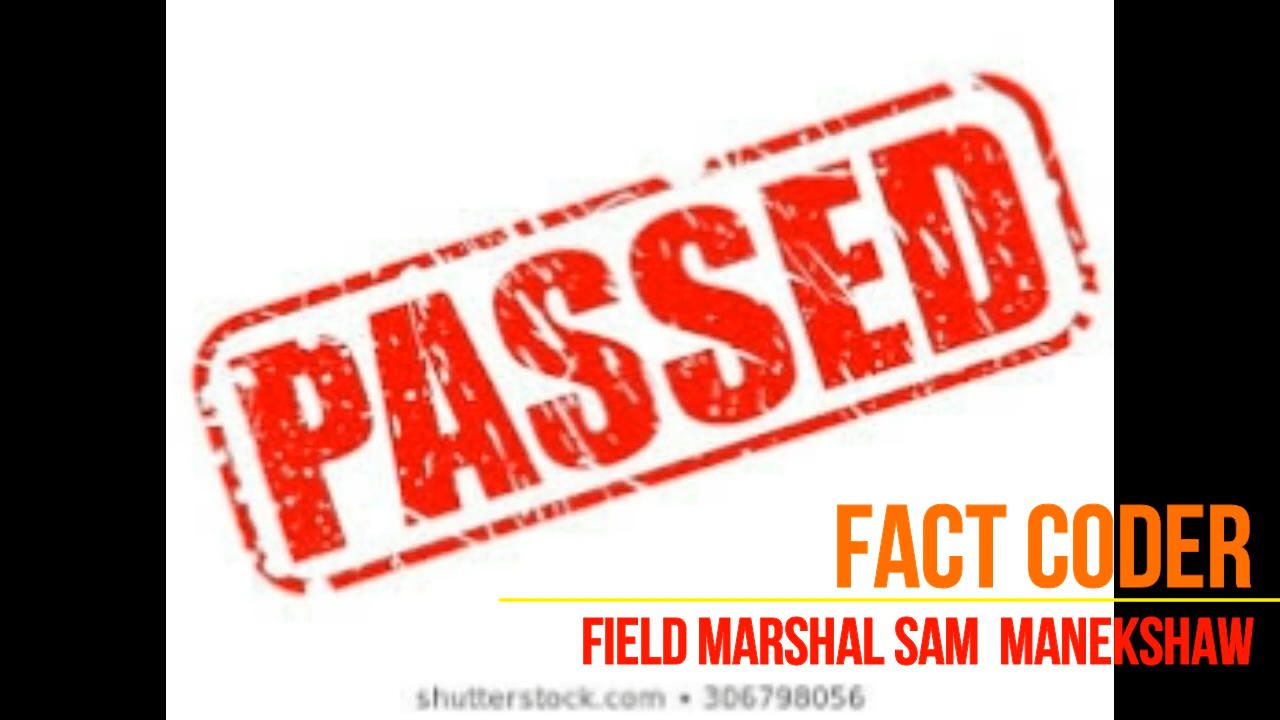 PASSED
FACT CODER
FIELD MARSHAL SAM MANEKSHAW
shutterstock.com • 306798056